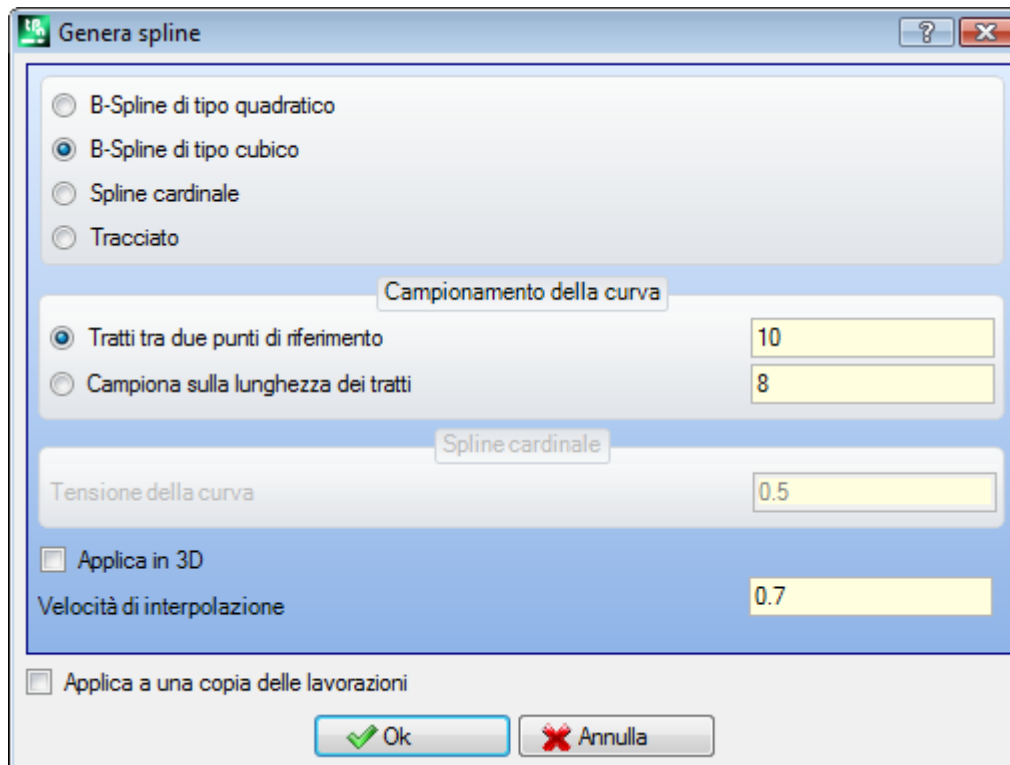 Genera spline
B-Spline di tipo quadratico
B-Spline di tipo cubico
Spline cardinale
Tracciato
Campionamento della curva
Tratti tra due punti di riferimento 10
Campiona sulla lunghezza dei tratti 8
Spline cardinale
Tensione della curva 0.5
Applica in 3D
Velocità di interpolazione 0.7
Applica a una copia delle lavorazioni
Ok Annulla